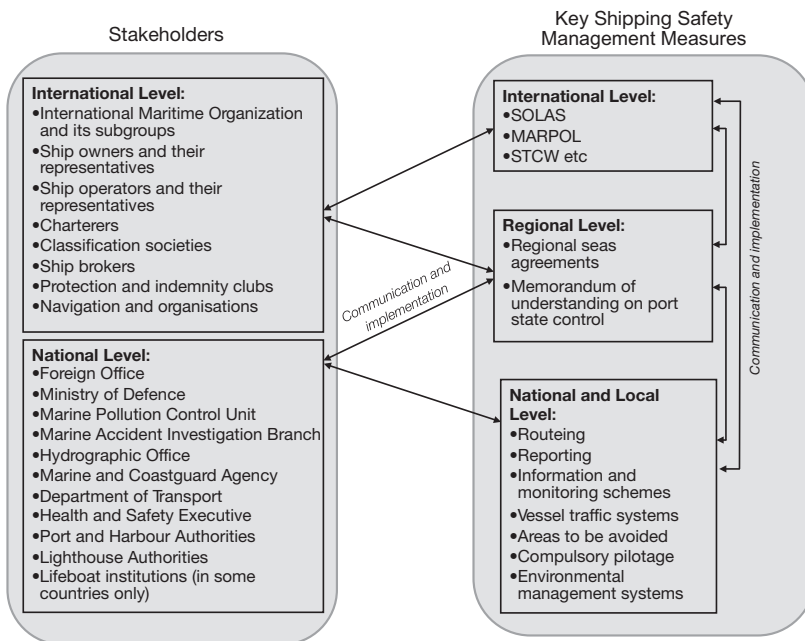 Stakeholders
International Level:
•International Maritime Organization
and its subgroups
•Ship owners and their
representatives
•Ship operators and their
representatives
•Charterers
•Classification societies
•Ship brokers
•Protection and indemnity clubs
•Navigation and organisations
National Level:
•Foreign Office
•Ministry of Defence
•Marine Pollution Control Unit
•Marine Accident Investigation Branch
•Hydrographic Office
•Marine and Coastguard Agency
•Department of Transport
•Health and Safety Executive
•Port and Harbour Authorities
•Lighthouse Authorities
•Lifeboat institutions (in some
countries only)
Communication and
implementation
Key Shipping Safety
Management Measures
International Level:
•SOLAS
•MARPOL
•STCW etc
Regional Level:
•Regional seas
agreements
•Memorandum of
understanding on port
state control
National and Local
Level:
•Routeing
•Reporting
•Information and
monitoring schemes
•Vessel traffic systems
•Areas to be avoided
•Compulsory pilotage
•Environmental
management systems
Communication and implementation